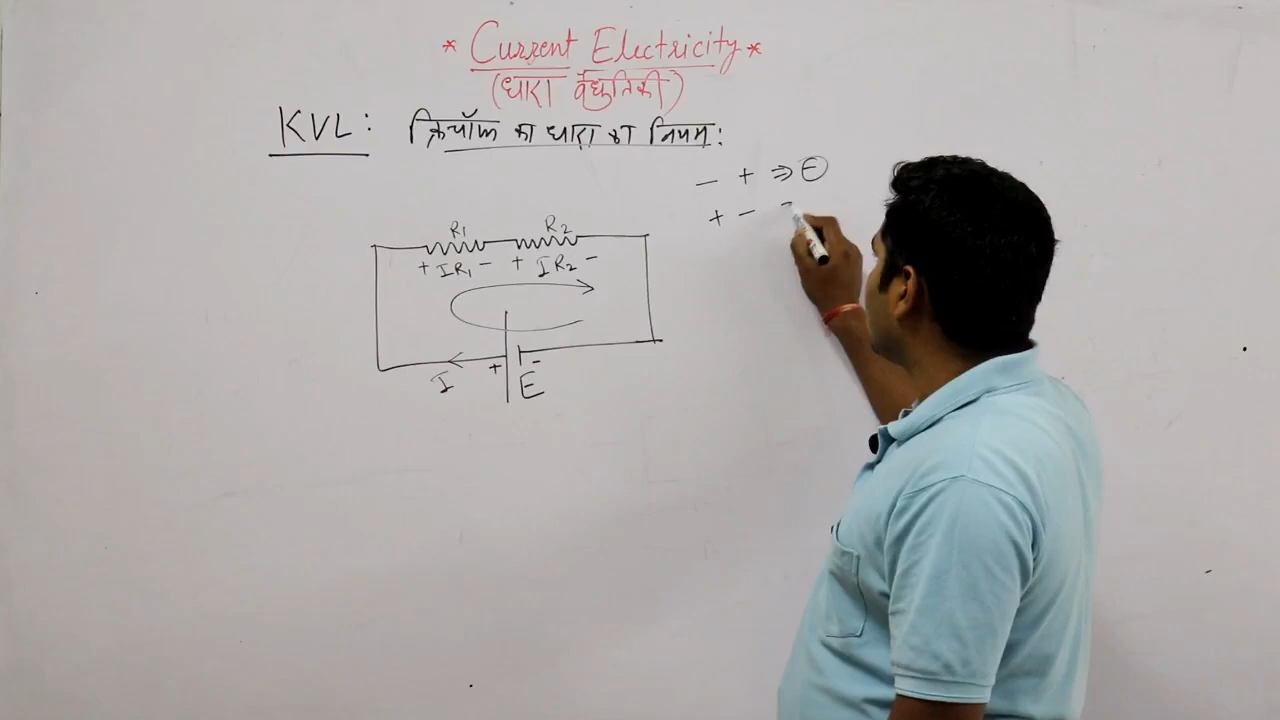 * Current Electricity *
(धारा वैधुतिकी)
KVL: किरचॉफ का धारा का नियम:
- + ⇒ ⊖
+ -
R₁ R₂
+ IR₁ - + IR₂ -
I + E -